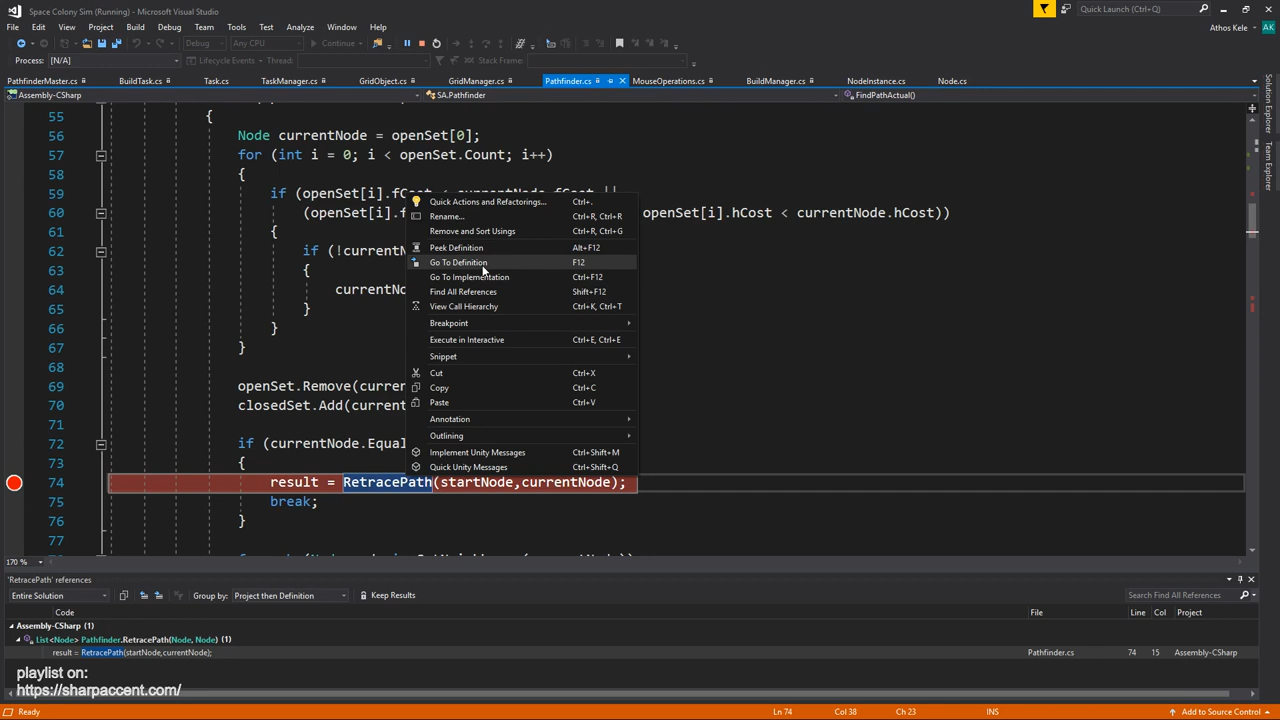 Space Colony Sim (Running) - Microsoft Visual Studio
Quick Launch (Ctrl+Q)
File Edit View Project Build Debug Team Tools Test Analyze Window Help
Athos Kele AK
Debug Any CPU Continue
Process: [N/A] Lifecycle Events Thread: Stack Frame:
PathfinderMaster.cs BuildTask.cs Task.cs TaskManager.cs GridObject.cs GridManager.cs Pathfinder.cs MouseOperations.cs BuildManager.cs NodeInstance.cs Node.cs
Assembly-CSharp SA.Pathfinder FindPathActual()
Solution Explorer
Team Explorer
55 {
56 Node currentNode = openSet[0];
57 for (int i = 0; i < openSet.Count; i++)
58 {
59 if (openSet[i].fCost < currentNode.fCost ||
60 (openSet[i].f openSet[i].hCost < currentNode.hCost))
61 {
62 if (!currentN
63 {
64 currentNo
65 }
66 }
67 }
68
69 openSet.Remove(curre
70 closedSet.Add(current
71
72 if (currentNode.Equal
73 {
74 result = RetracePath(startNode,currentNode);
75 break;
76 }
77
Quick Actions and Refactorings... Ctrl+.
Rename... Ctrl+R, Ctrl+R
Remove and Sort Usings Ctrl+R, Ctrl+G
Peek Definition Alt+F12
Go To Definition F12
Go To Implementation Ctrl+F12
Find All References Shift+F12
View Call Hierarchy Ctrl+K, Ctrl+T
Breakpoint
Execute in Interactive Ctrl+E, Ctrl+E
Snippet
Cut Ctrl+X
Copy Ctrl+C
Paste Ctrl+V
Annotation
Outlining
Implement Unity Messages Ctrl+Shift+M
Quick Unity Messages Ctrl+Shift+Q
170 %
'RetracePath' references
Entire Solution Group by: Project then Definition Keep Results Search Find All References
Code File Line Col Project
Assembly-CSharp (1)
List<Node> Pathfinder.RetracePath(Node, Node) (1)
result = RetracePath(startNode,currentNode); Pathfinder.cs 74 15 Assembly-CSharp
playlist on:
https://sharpaccent.com/
Ready Ln 74 Col 38 Ch 23 INS Add to Source Control